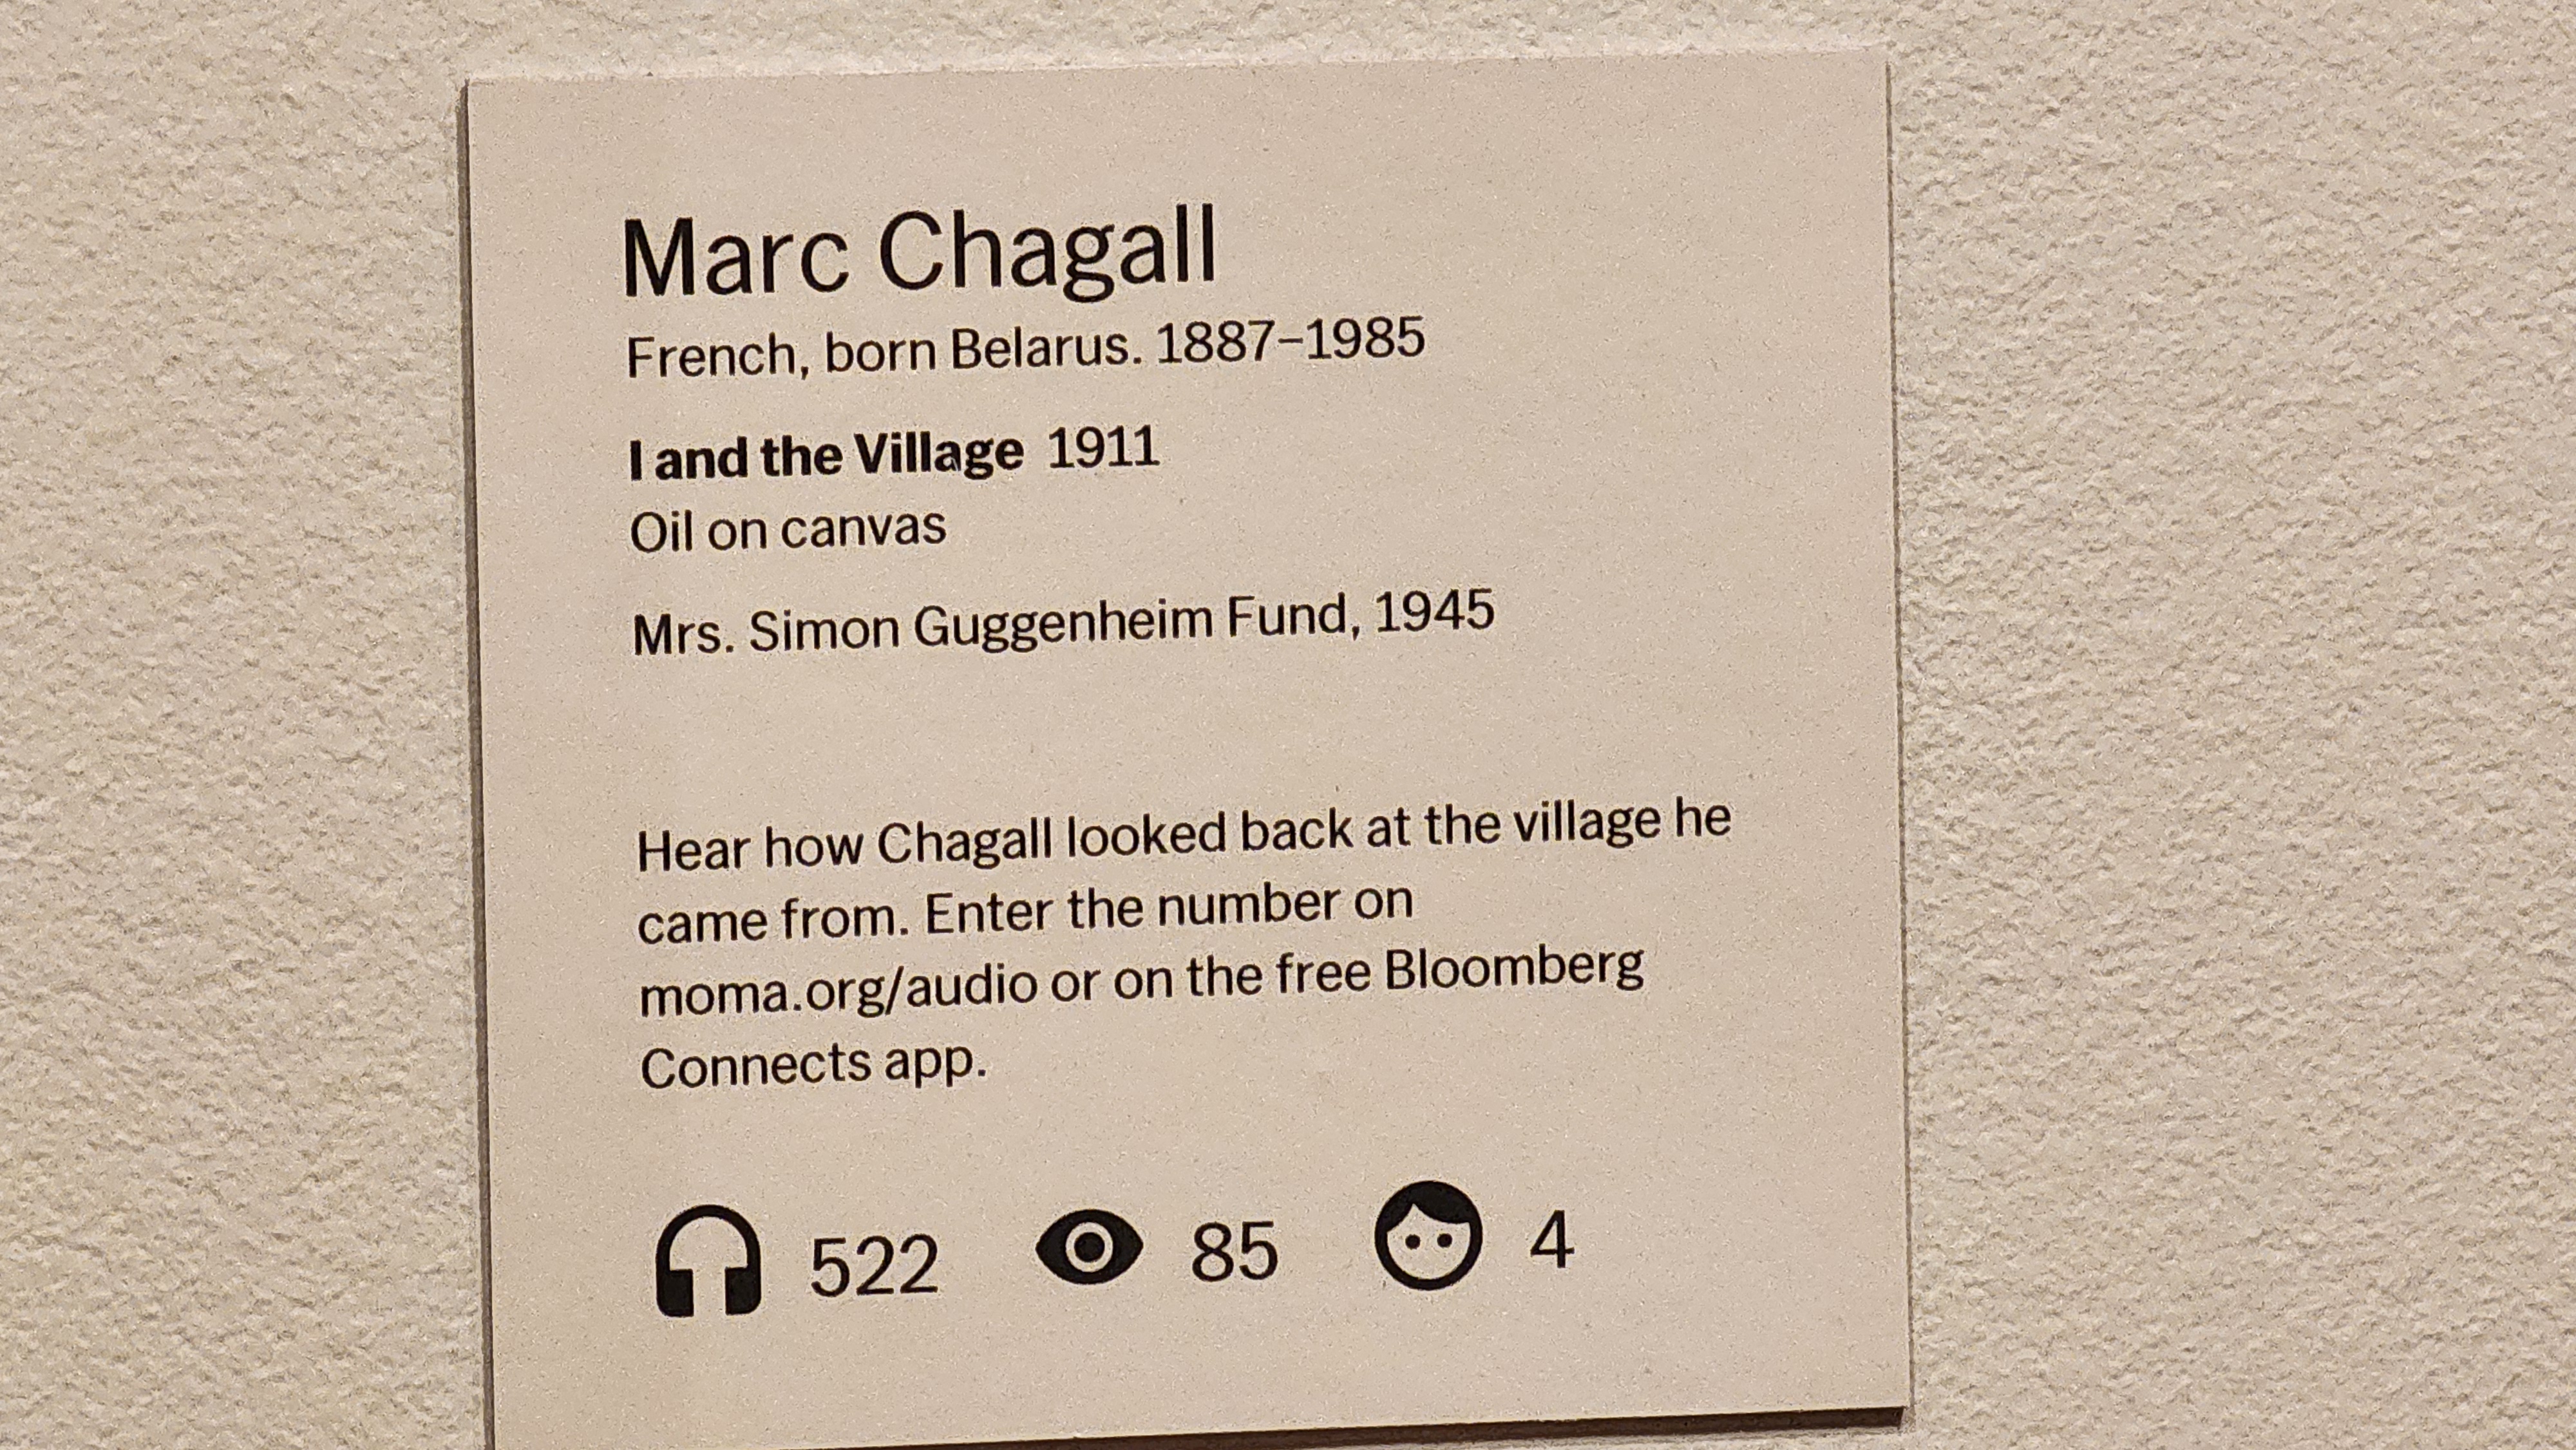 Marc Chagall
French, born Belarus. 1887–1985
I and the Village 1911
Oil on canvas
Mrs. Simon Guggenheim Fund, 1945
Hear how Chagall looked back at the village he
came from. Enter the number on
moma.org/audio or on the free Bloomberg
Connects app.
522 85 4